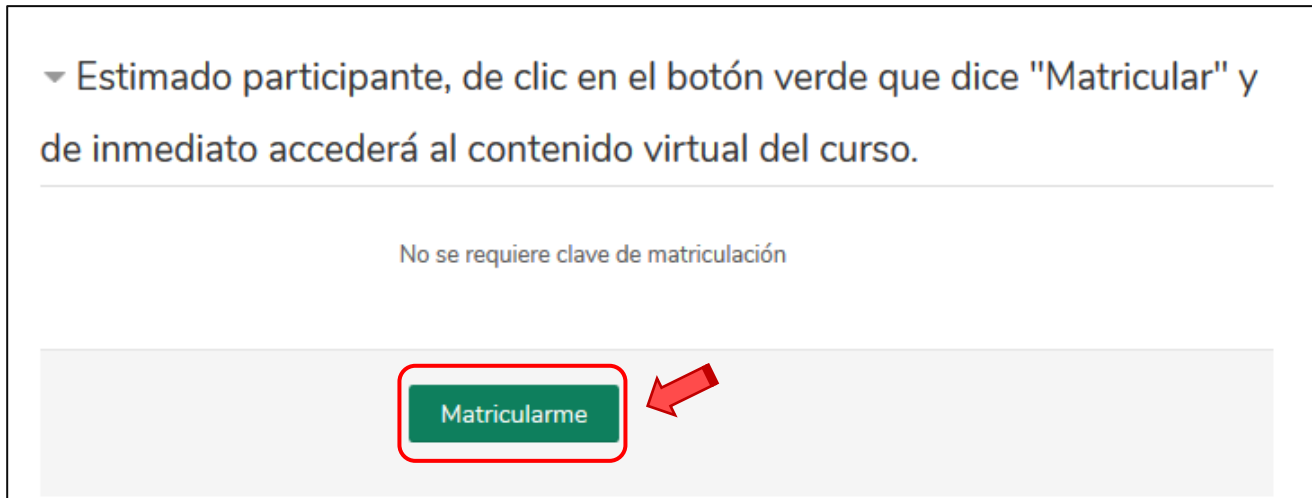 Estimado participante, de clic en el botón verde que dice "Matricular" y
de inmediato accederá al contenido virtual del curso.
No se requiere clave de matriculación
Matricularme